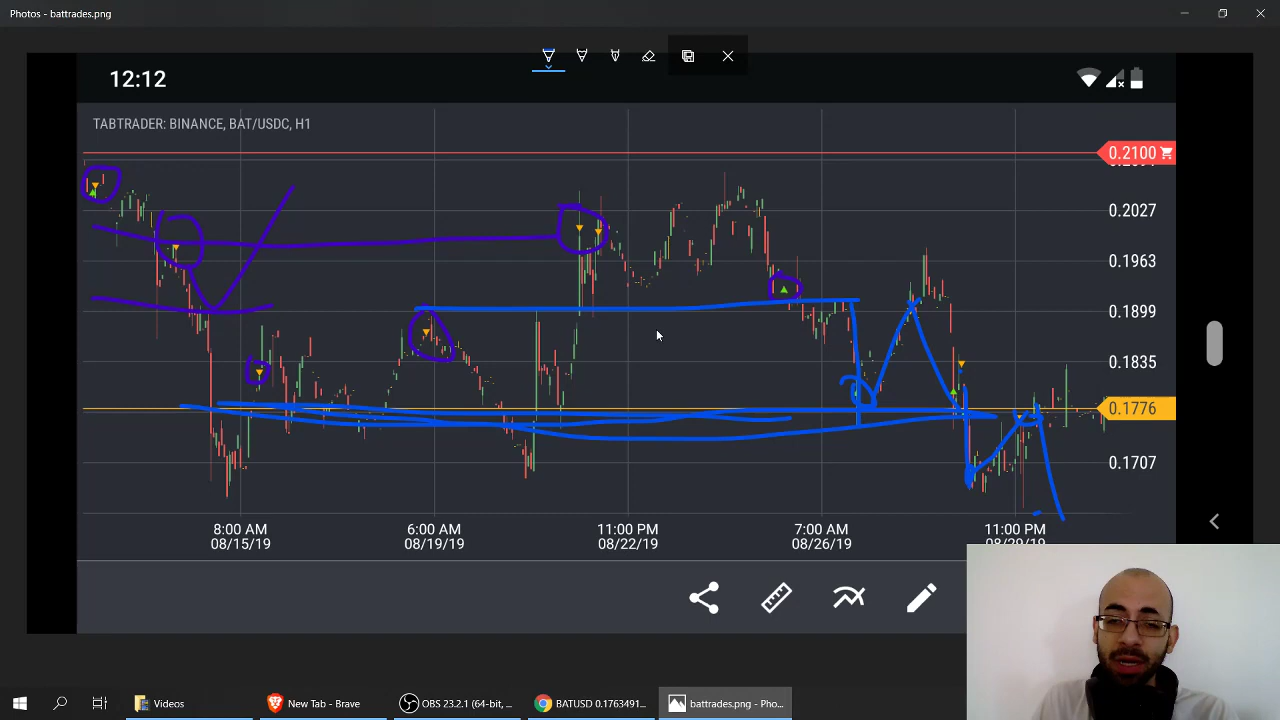 Photos - battrades.png
12:12
TABTRADER: BINANCE, BAT/USDC, H1
0.2100
0.2027
0.1963
0.1899
0.1835
0.1776
0.1707
8:00 AM 6:00 AM 11:00 PM 7:00 AM 11:00 PM
08/15/19 08/19/19 08/22/19 08/26/19 08/29/19
Videos
New Tab - Brave
OBS 23.2.1 (64-bit, ...
BATUSD 0.1763491...
battrades.png - Pho...